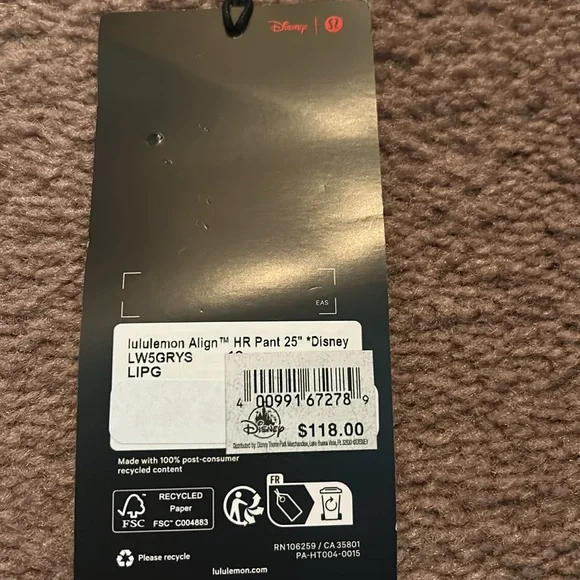 Disney
EAS
lululemon Align™ HR Pant 25" *Disney
LW5GRYS
LIPG
4 00991 67278 9
Disney $118.00
Made with 100% post-consumer
recycled content
FSC
RECYCLED
Paper
FSC™ C004883
FR
Please recycle
RN106259 / CA35801
PA-HT004-0015
lululemon.com